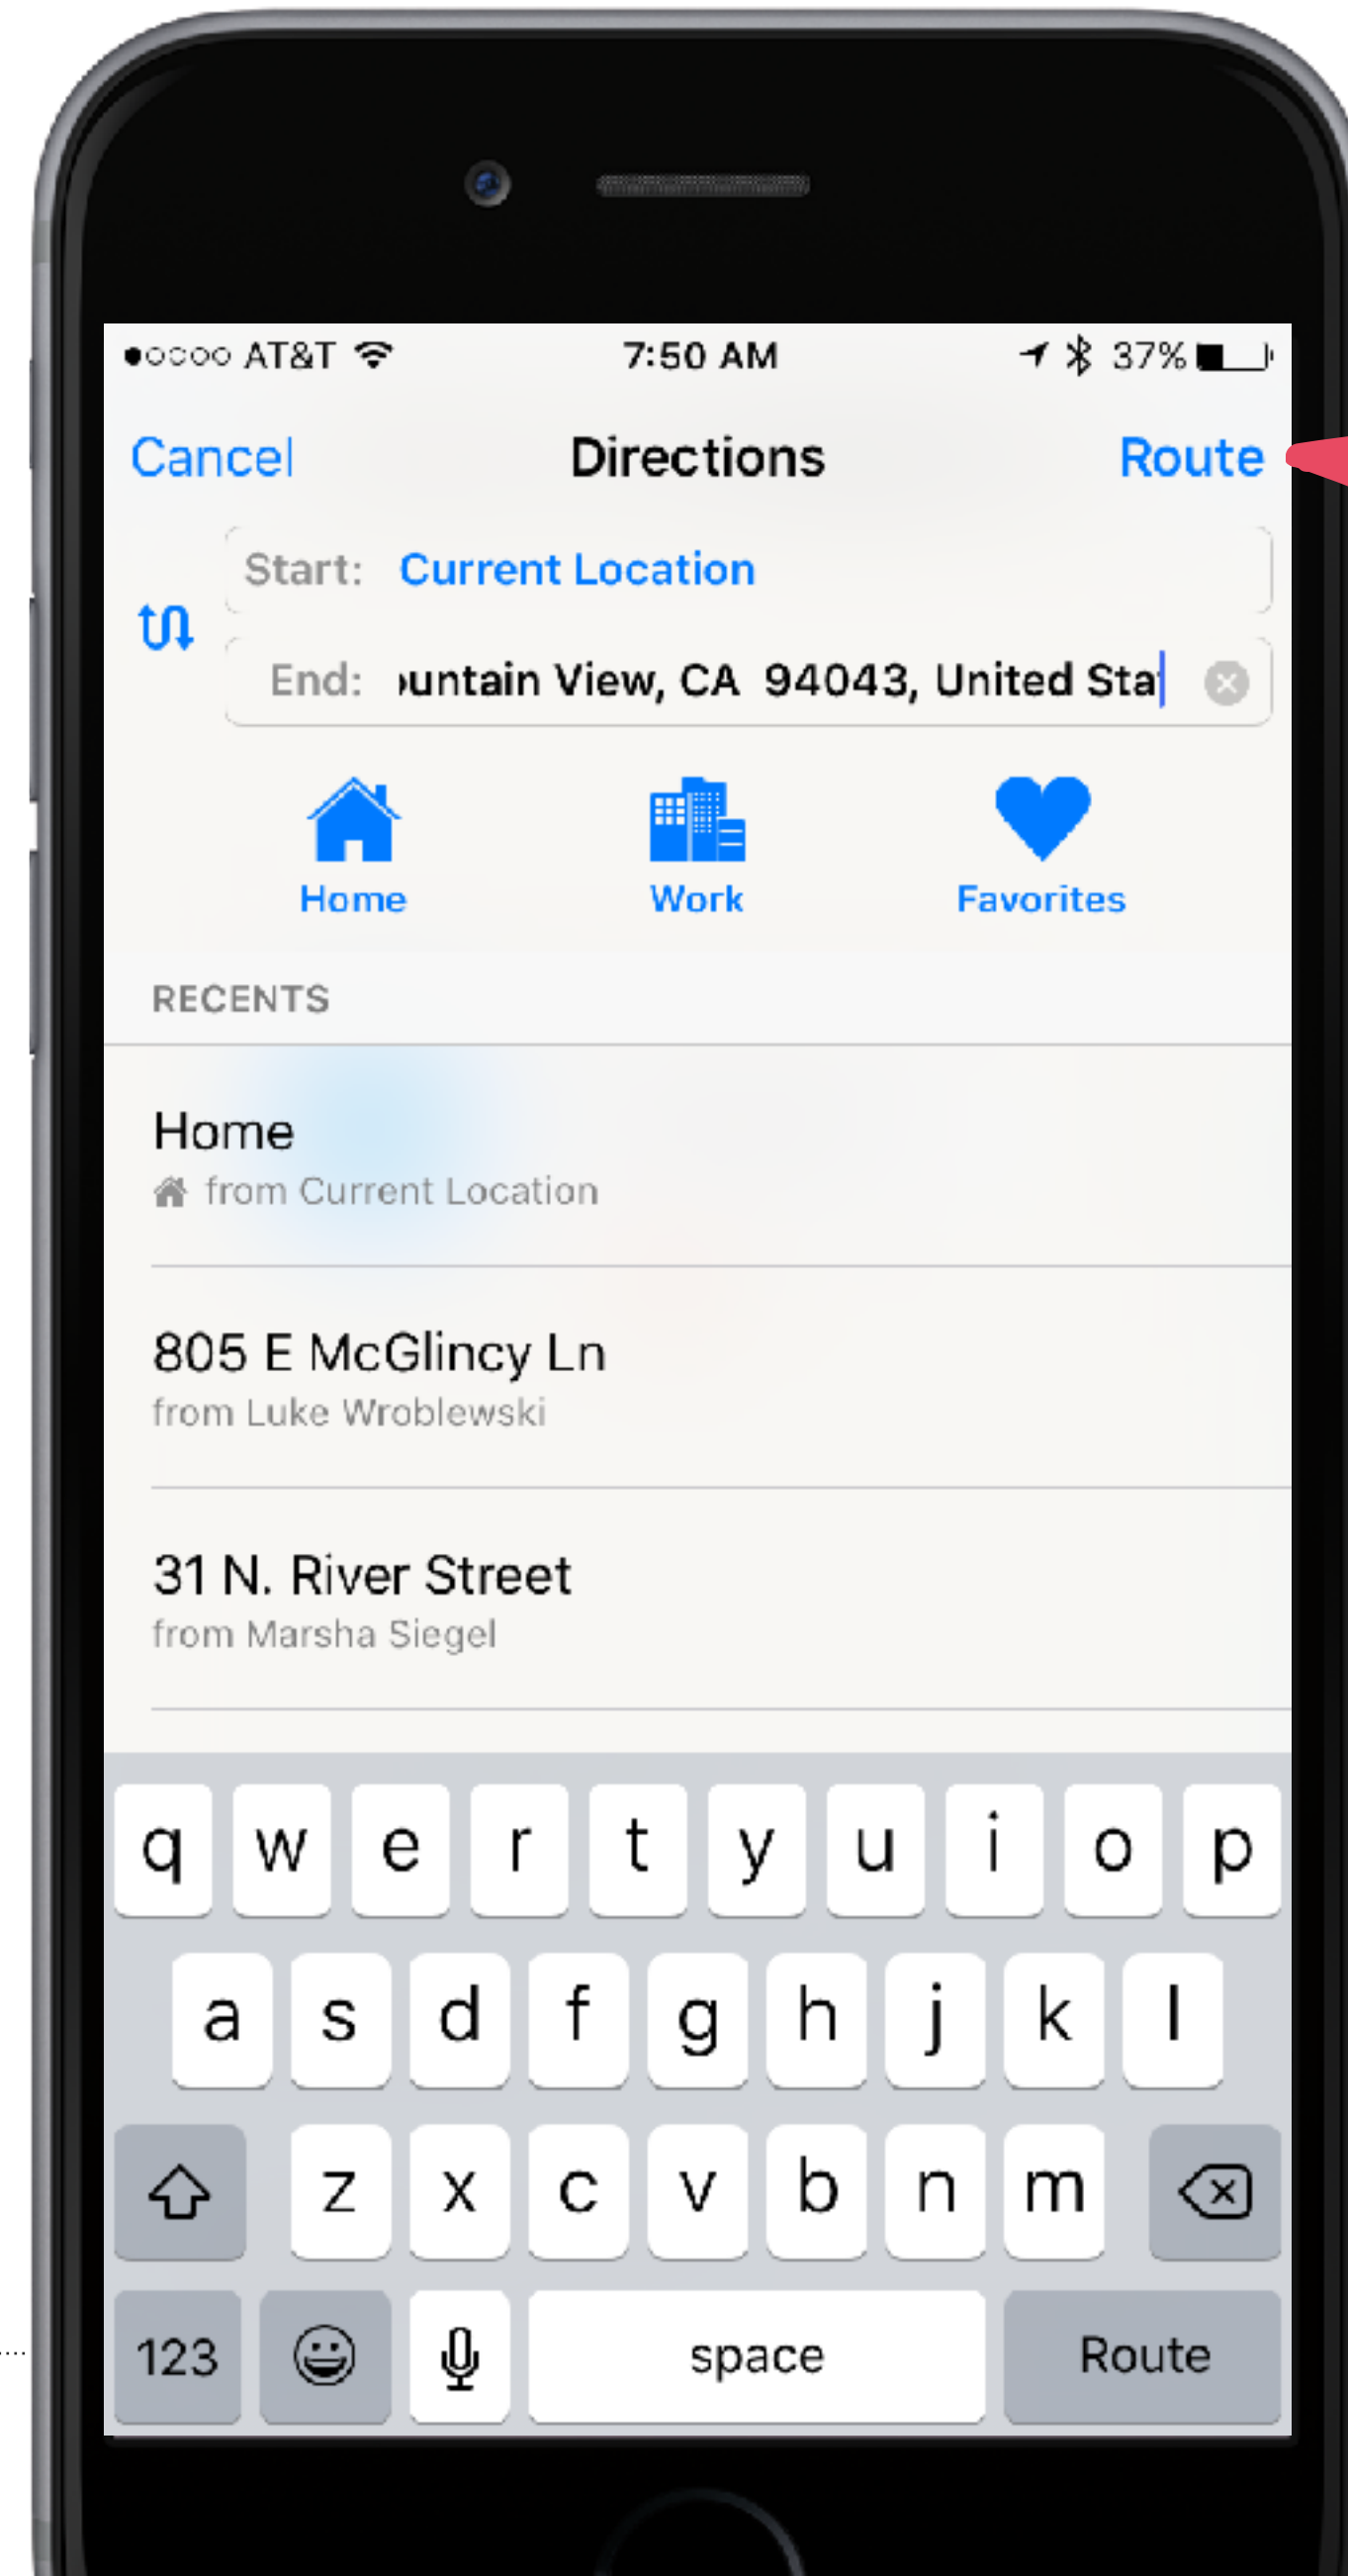 AT&T 7:50 AM 37%
Cancel Directions Route
Start: Current Location
End: ountain View, CA 94043, United Sta
Home Work Favorites
RECENTS
Home
from Current Location
805 E McGlincy Ln
from Luke Wroblewski
31 N. River Street
from Marsha Siegel
q w e r t y u i o p
a s d f g h j k l
z x c v b n m
123 space Route